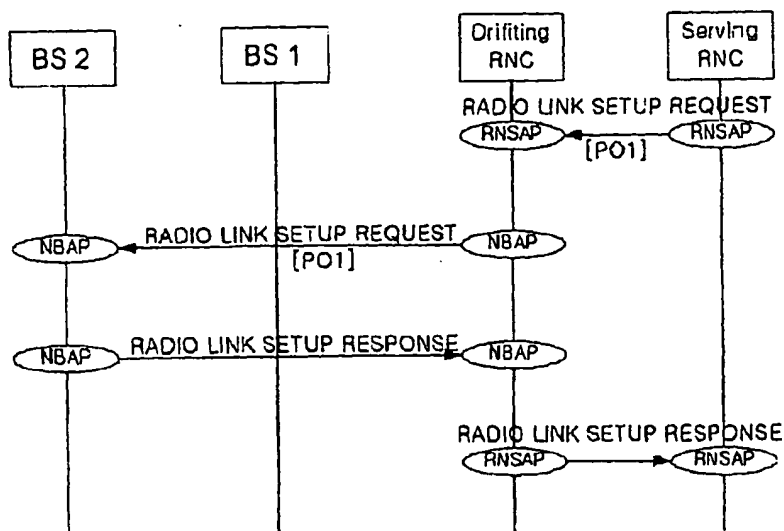 BS 2
BS 1
Drifiting
RNC
Serving
RNC
RADIO LINK SETUP REQUEST
RNSAP
RNSAP
[PO1]
RADIO LINK SETUP REQUEST
NBAP
NBAP
[PO1]
NBAP
RADIO LINK SETUP RESPONSE
NBAP
RADIO LINK SETUP RESPONSE
RNSAP
RNSAP